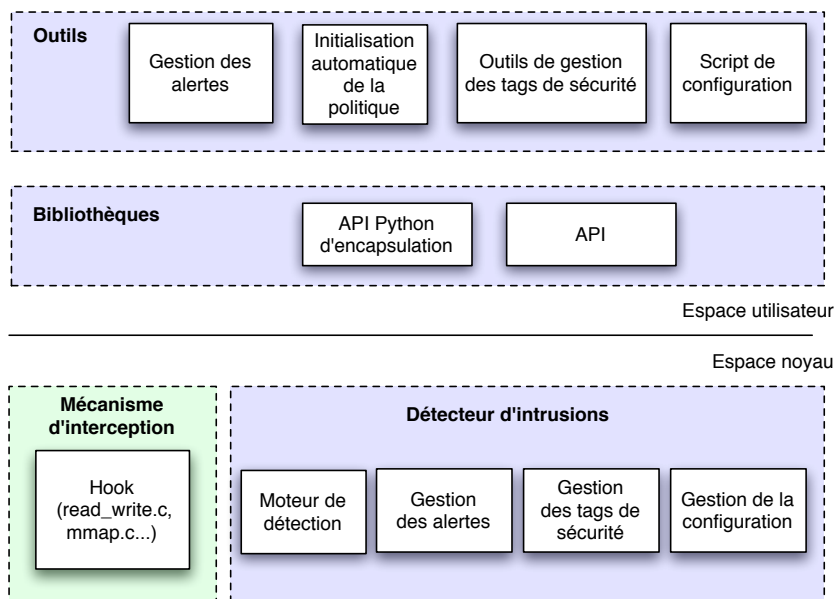 Outils
Gestion des
alertes
Initialisation
automatique
de la
politique
Outils de gestion
des tags de sécurité
Script de
configuration
Bibliothèques
API Python
d'encapsulation
API
Espace utilisateur
Espace noyau
Mécanisme
d'interception
Hook
(read_write.c,
mmap.c...)
Détecteur d'intrusions
Moteur de
détection
Gestion
des alertes
Gestion
des tags de
sécurité
Gestion de la
configuration